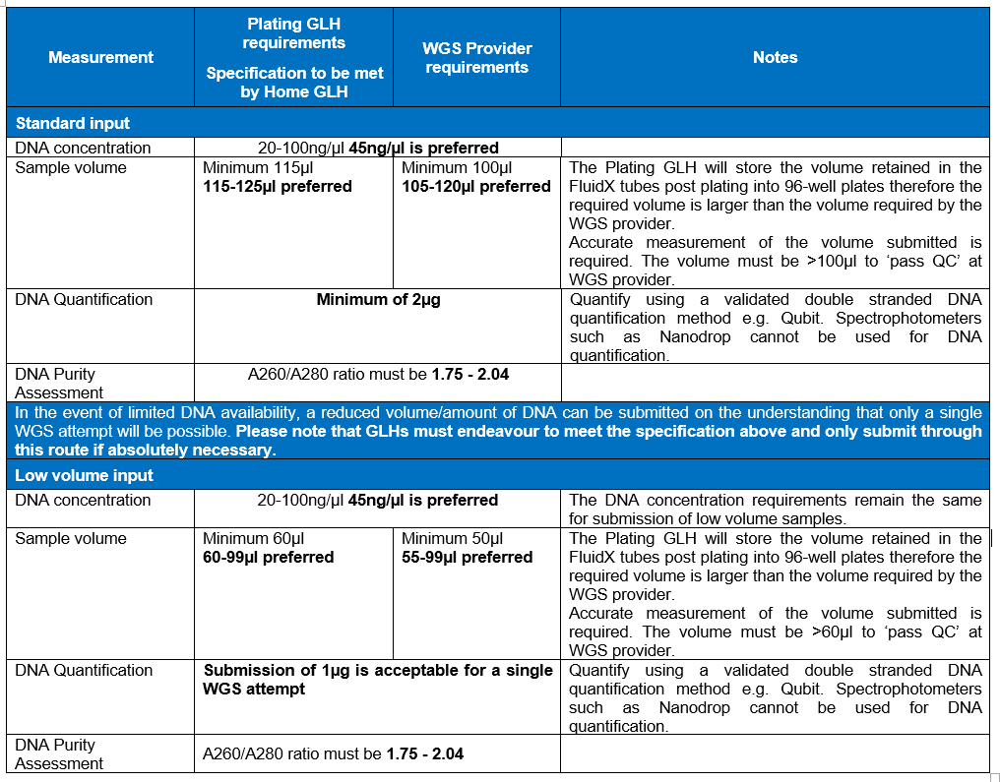 Measurement
Plating GLH
requirements
Specification to be met
by Home GLH
WGS Provider
requirements
Notes
Standard input
DNA concentration
20-100ng/µl 45ng/µl is preferred
Sample volume
Minimum 115µl
115-125µl preferred
Minimum 100µl
105-120µl preferred
The Plating GLH will store the volume retained in the
FluidX tubes post plating into 96-well plates therefore the
required volume is larger than the volume required by the
WGS provider.
Accurate measurement of the volume submitted is
required. The volume must be >100µl to ‘pass QC’ at
WGS provider.
DNA Quantification
Minimum of 2µg
Quantify using a validated double stranded DNA
quantification method e.g. Qubit. Spectrophotometers
such as Nanodrop cannot be used for DNA
quantification.
DNA Purity
Assessment
A260/A280 ratio must be 1.75 - 2.04
In the event of limited DNA availability, a reduced volume/amount of DNA can be submitted on the understanding that only a single
WGS attempt will be possible. Please note that GLHs must endeavour to meet the specification above and only submit through
this route if absolutely necessary.
Low volume input
DNA concentration
20-100ng/µl 45ng/µl is preferred
The DNA concentration requirements remain the same
for submission of low volume samples.
Sample volume
Minimum 60µl
60-99µl preferred
Minimum 50µl
55-99µl preferred
The Plating GLH will store the volume retained in the
FluidX tubes post plating into 96-well plates therefore the
required volume is larger than the volume required by the
WGS provider.
Accurate measurement of the volume submitted is
required. The volume must be >60µl to ‘pass QC’ at
WGS provider.
DNA Quantification
Submission of 1µg is acceptable for a single
WGS attempt
Quantify using a validated double stranded DNA
quantification method e.g. Qubit. Spectrophotometers
such as Nanodrop cannot be used for DNA
quantification.
DNA Purity
Assessment
A260/A280 ratio must be 1.75 - 2.04